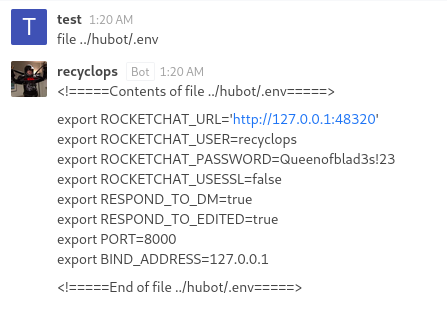 T
test 1:20 AM
file ../hubot/.env
recyclops Bot 1:20 AM
<!=====Contents of file ../hubot/.env=====>
export ROCKETCHAT_URL='http://127.0.0.1:48320'
export ROCKETCHAT_USER=recyclops
export ROCKETCHAT_PASSWORD=Queenofblad3s!23
export ROCKETCHAT_USESSL=false
export RESPOND_TO_DM=true
export RESPOND_TO_EDITED=true
export PORT=8000
export BIND_ADDRESS=127.0.0.1
<!=====End of file ../hubot/.env=====>